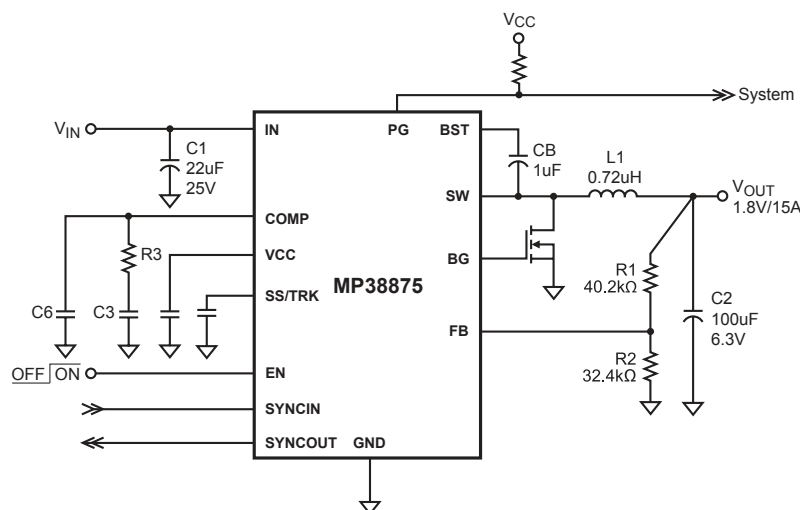 VCC
System
VIN
C1
22uF
25V
IN
PG
BST
CB
1uF
L1
0.72uH
VOUT
1.8V/15A
SW
COMP
R3
VCC
BG
MP38875
SS/TRK
R1
40.2kΩ
C6
C3
C2
100uF
6.3V
FB
R2
32.4kΩ
OFF ON
EN
SYNCIN
SYNCOUT
GND